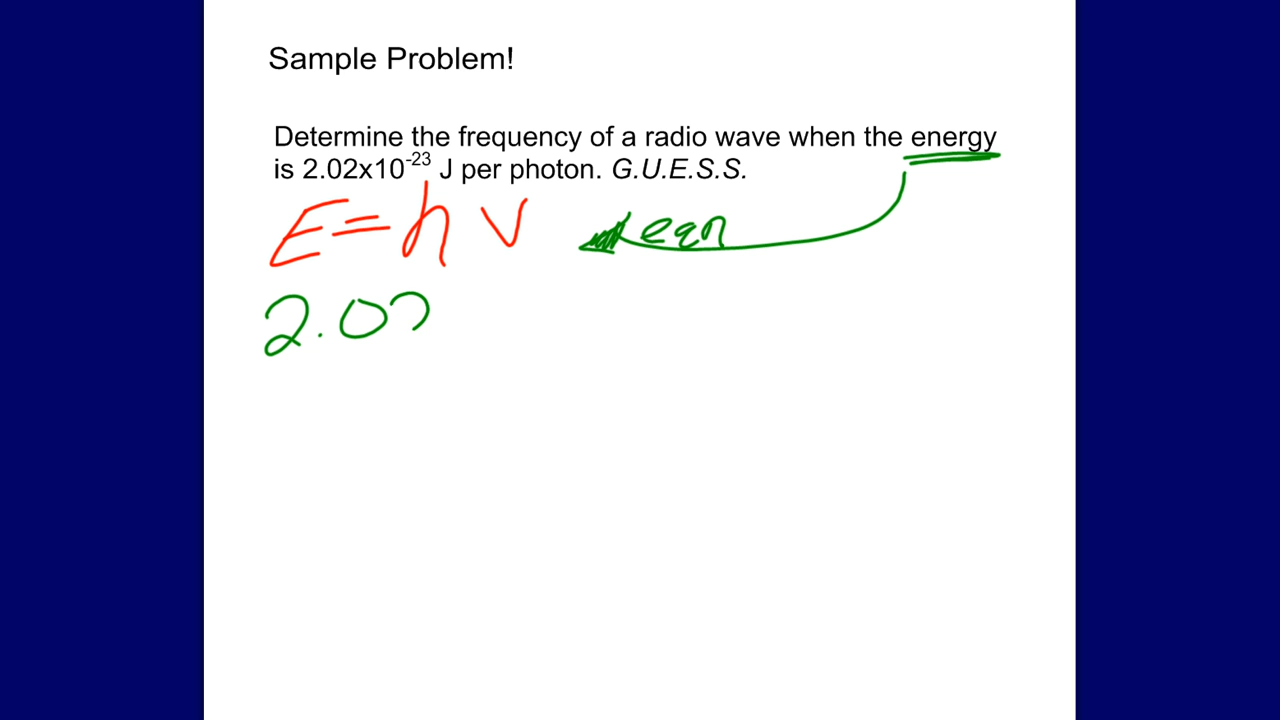 Sample Problem!
Determine the frequency of a radio wave when the energy
is 2.02x10⁻²³ J per photon. G.U.E.S.S.
E = h v
eqn
2.02